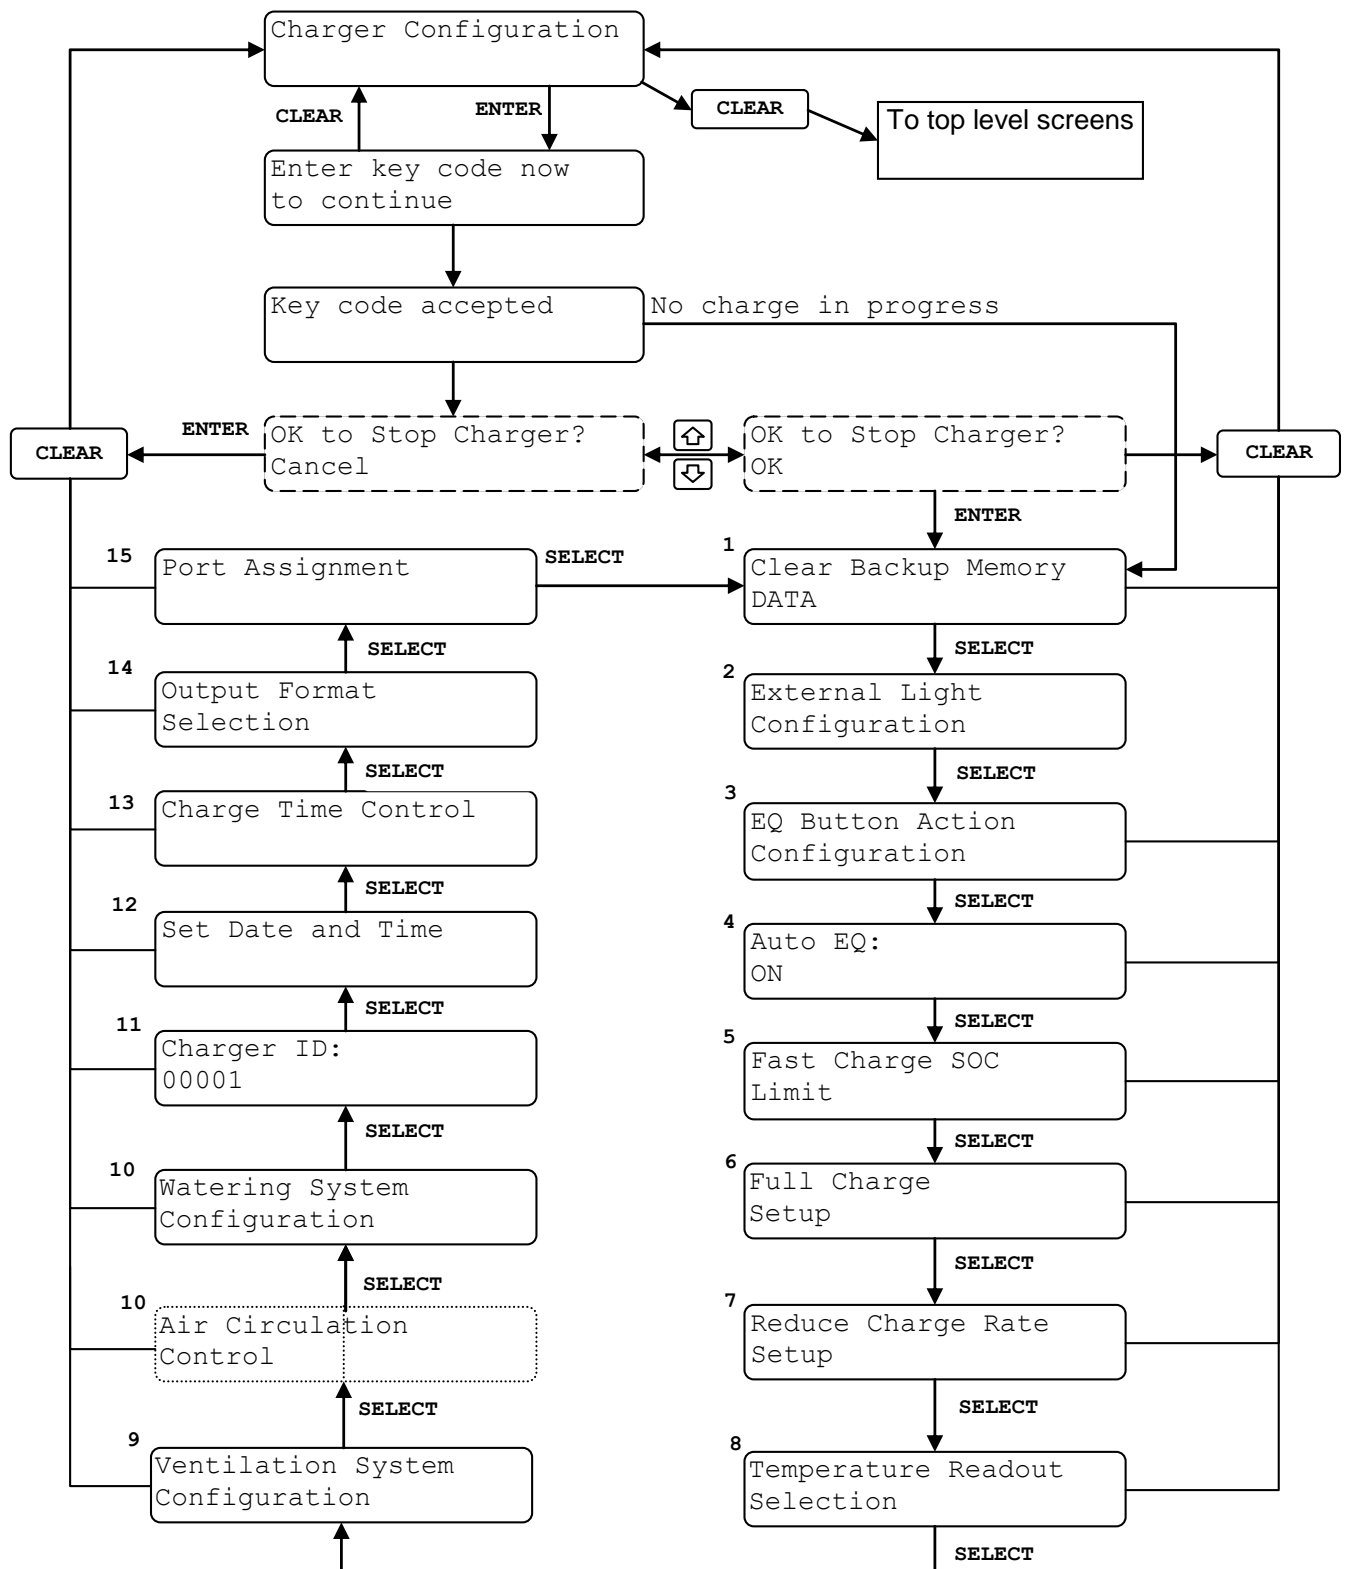 Charger Configuration
CLEAR
ENTER
CLEAR
To top level screens
Enter key code now
to continue
Key code accepted
No charge in progress
CLEAR
ENTER
OK to Stop Charger?
Cancel
OK to Stop Charger?
OK
CLEAR
ENTER
15
Port Assignment
SELECT
1
Clear Backup Memory
DATA
SELECT
SELECT
14
Output Format
Selection
2
External Light
Configuration
SELECT
SELECT
13
Charge Time Control
3
EQ Button Action
Configuration
SELECT
SELECT
12
Set Date and Time
4
Auto EQ:
ON
SELECT
SELECT
11
Charger ID:
00001
5
Fast Charge SOC
Limit
SELECT
SELECT
10
Watering System
Configuration
6
Full Charge
Setup
SELECT
SELECT
10
Air Circulation
Control
7
Reduce Charge Rate
Setup
SELECT
SELECT
9
Ventilation System
Configuration
8
Temperature Readout
Selection
SELECT